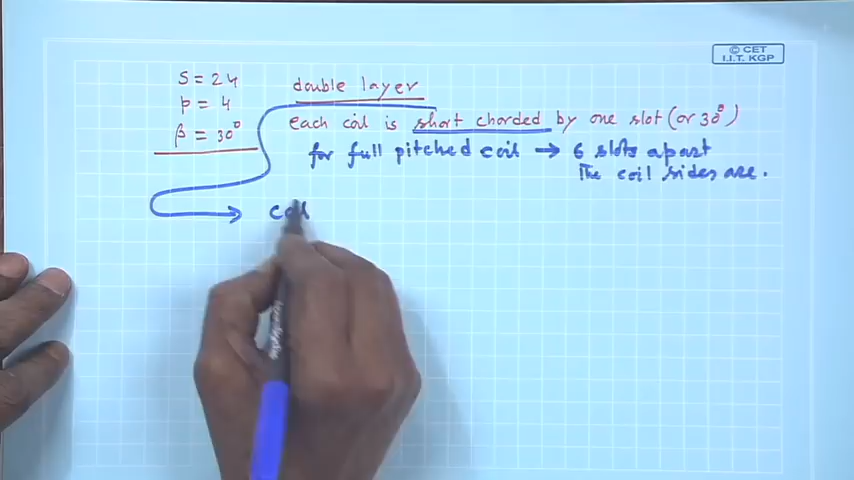 © CET
I.I.T. KGP
S = 24
p = 4
β = 30°
double layer
each coil is short chorded by one slot (or 30°)
for full pitched coil → 6 slots apart
The coil sides are.
coil